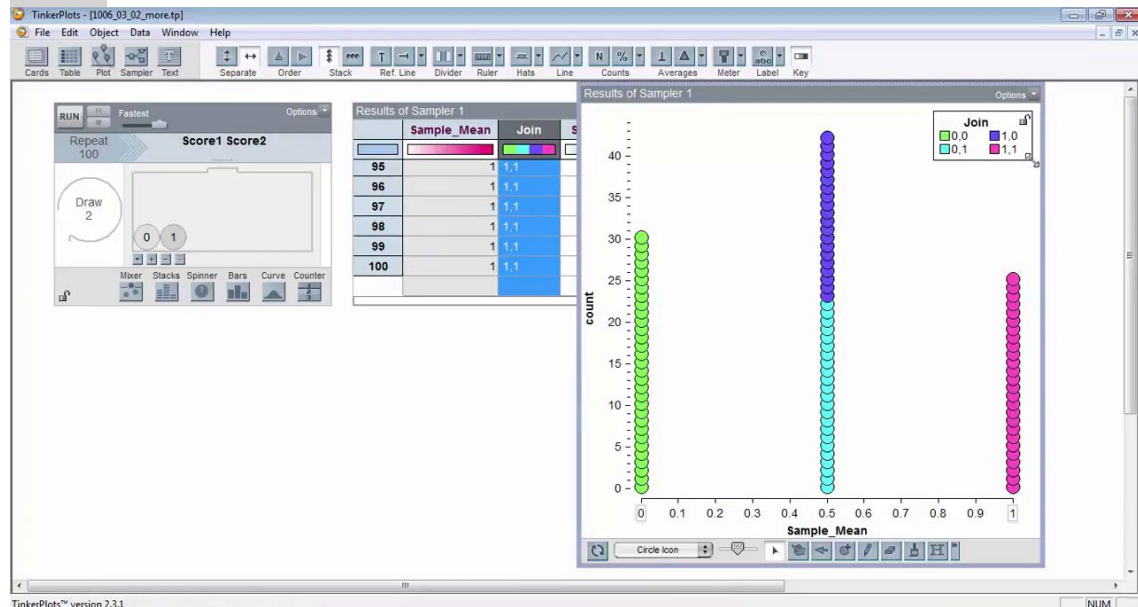 TinkerPlots - [1006_03_02_more.tp]
File Edit Object Data Window Help
Cards Table Plot Sampler Text Separate Order Stack Ref. Line Divider Ruler Hats Line Counts Averages Meter Label Key
T N % abc
RUN Fastest Options
Repeat
100
Score1 Score2
Draw
2
0 1
Mixer Stacks Spinner Bars Curve Counter
Results of Sampler 1
Sample_Mean Join S
95 1 1,1
96 1 1,1
97 1 1,1
98 1 1,1
99 1 1,1
100 1 1,1
Results of Sampler 1 Options
Join
0,0 1,0
0,1 1,1
count
40
35
30
25
20
15
10
5
0
0 0.1 0.2 0.3 0.4 0.5 0.6 0.7 0.8 0.9 1
Sample_Mean
Circle Icon
TinkerPlots™ version 2.3.1
NUM